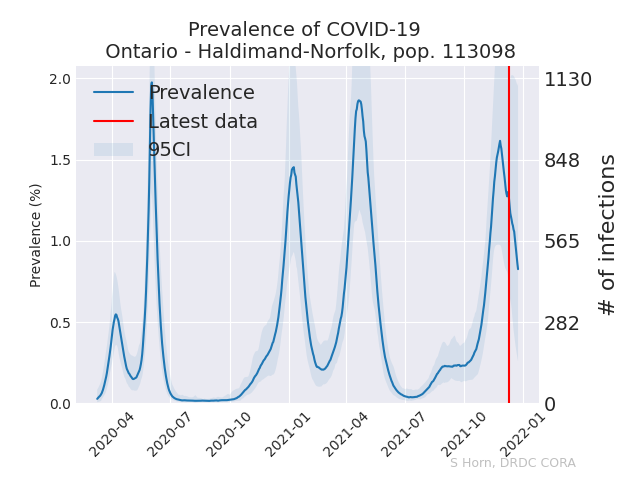 Prevalence of COVID-19
Ontario - Haldimand-Norfolk, pop. 113098
Prevalence
Latest data
95CI
Prevalence (%)
2.0
1.5
1.0
0.5
0.0
1130
848
565
282
0
# of infections
2020-04
2020-07
2020-10
2021-01
2021-04
2021-07
2021-10
2022-01
S Horn, DRDC CORA